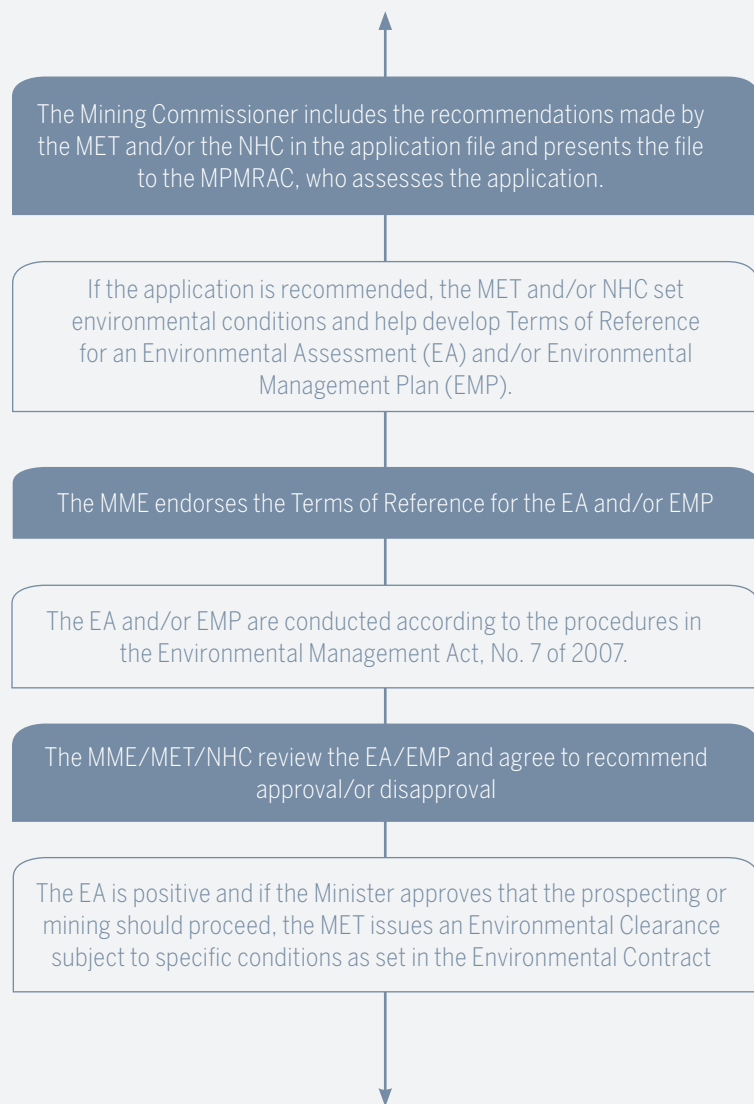 The Mining Commissioner includes the recommendations made by
the MET and/or the NHC in the application file and presents the file
to the MPMRAC, who assesses the application.
If the application is recommended, the MET and/or NHC set
environmental conditions and help develop Terms of Reference
for an Environmental Assessment (EA) and/or Environmental
Management Plan (EMP).
The MME endorses the Terms of Reference for the EA and/or EMP
The EA and/or EMP are conducted according to the procedures in
the Environmental Management Act, No. 7 of 2007.
The MME/MET/NHC review the EA/EMP and agree to recommend
approval/or disapproval
The EA is positive and if the Minister approves that the prospecting or
mining should proceed, the MET issues an Environmental Clearance
subject to specific conditions as set in the Environmental Contract